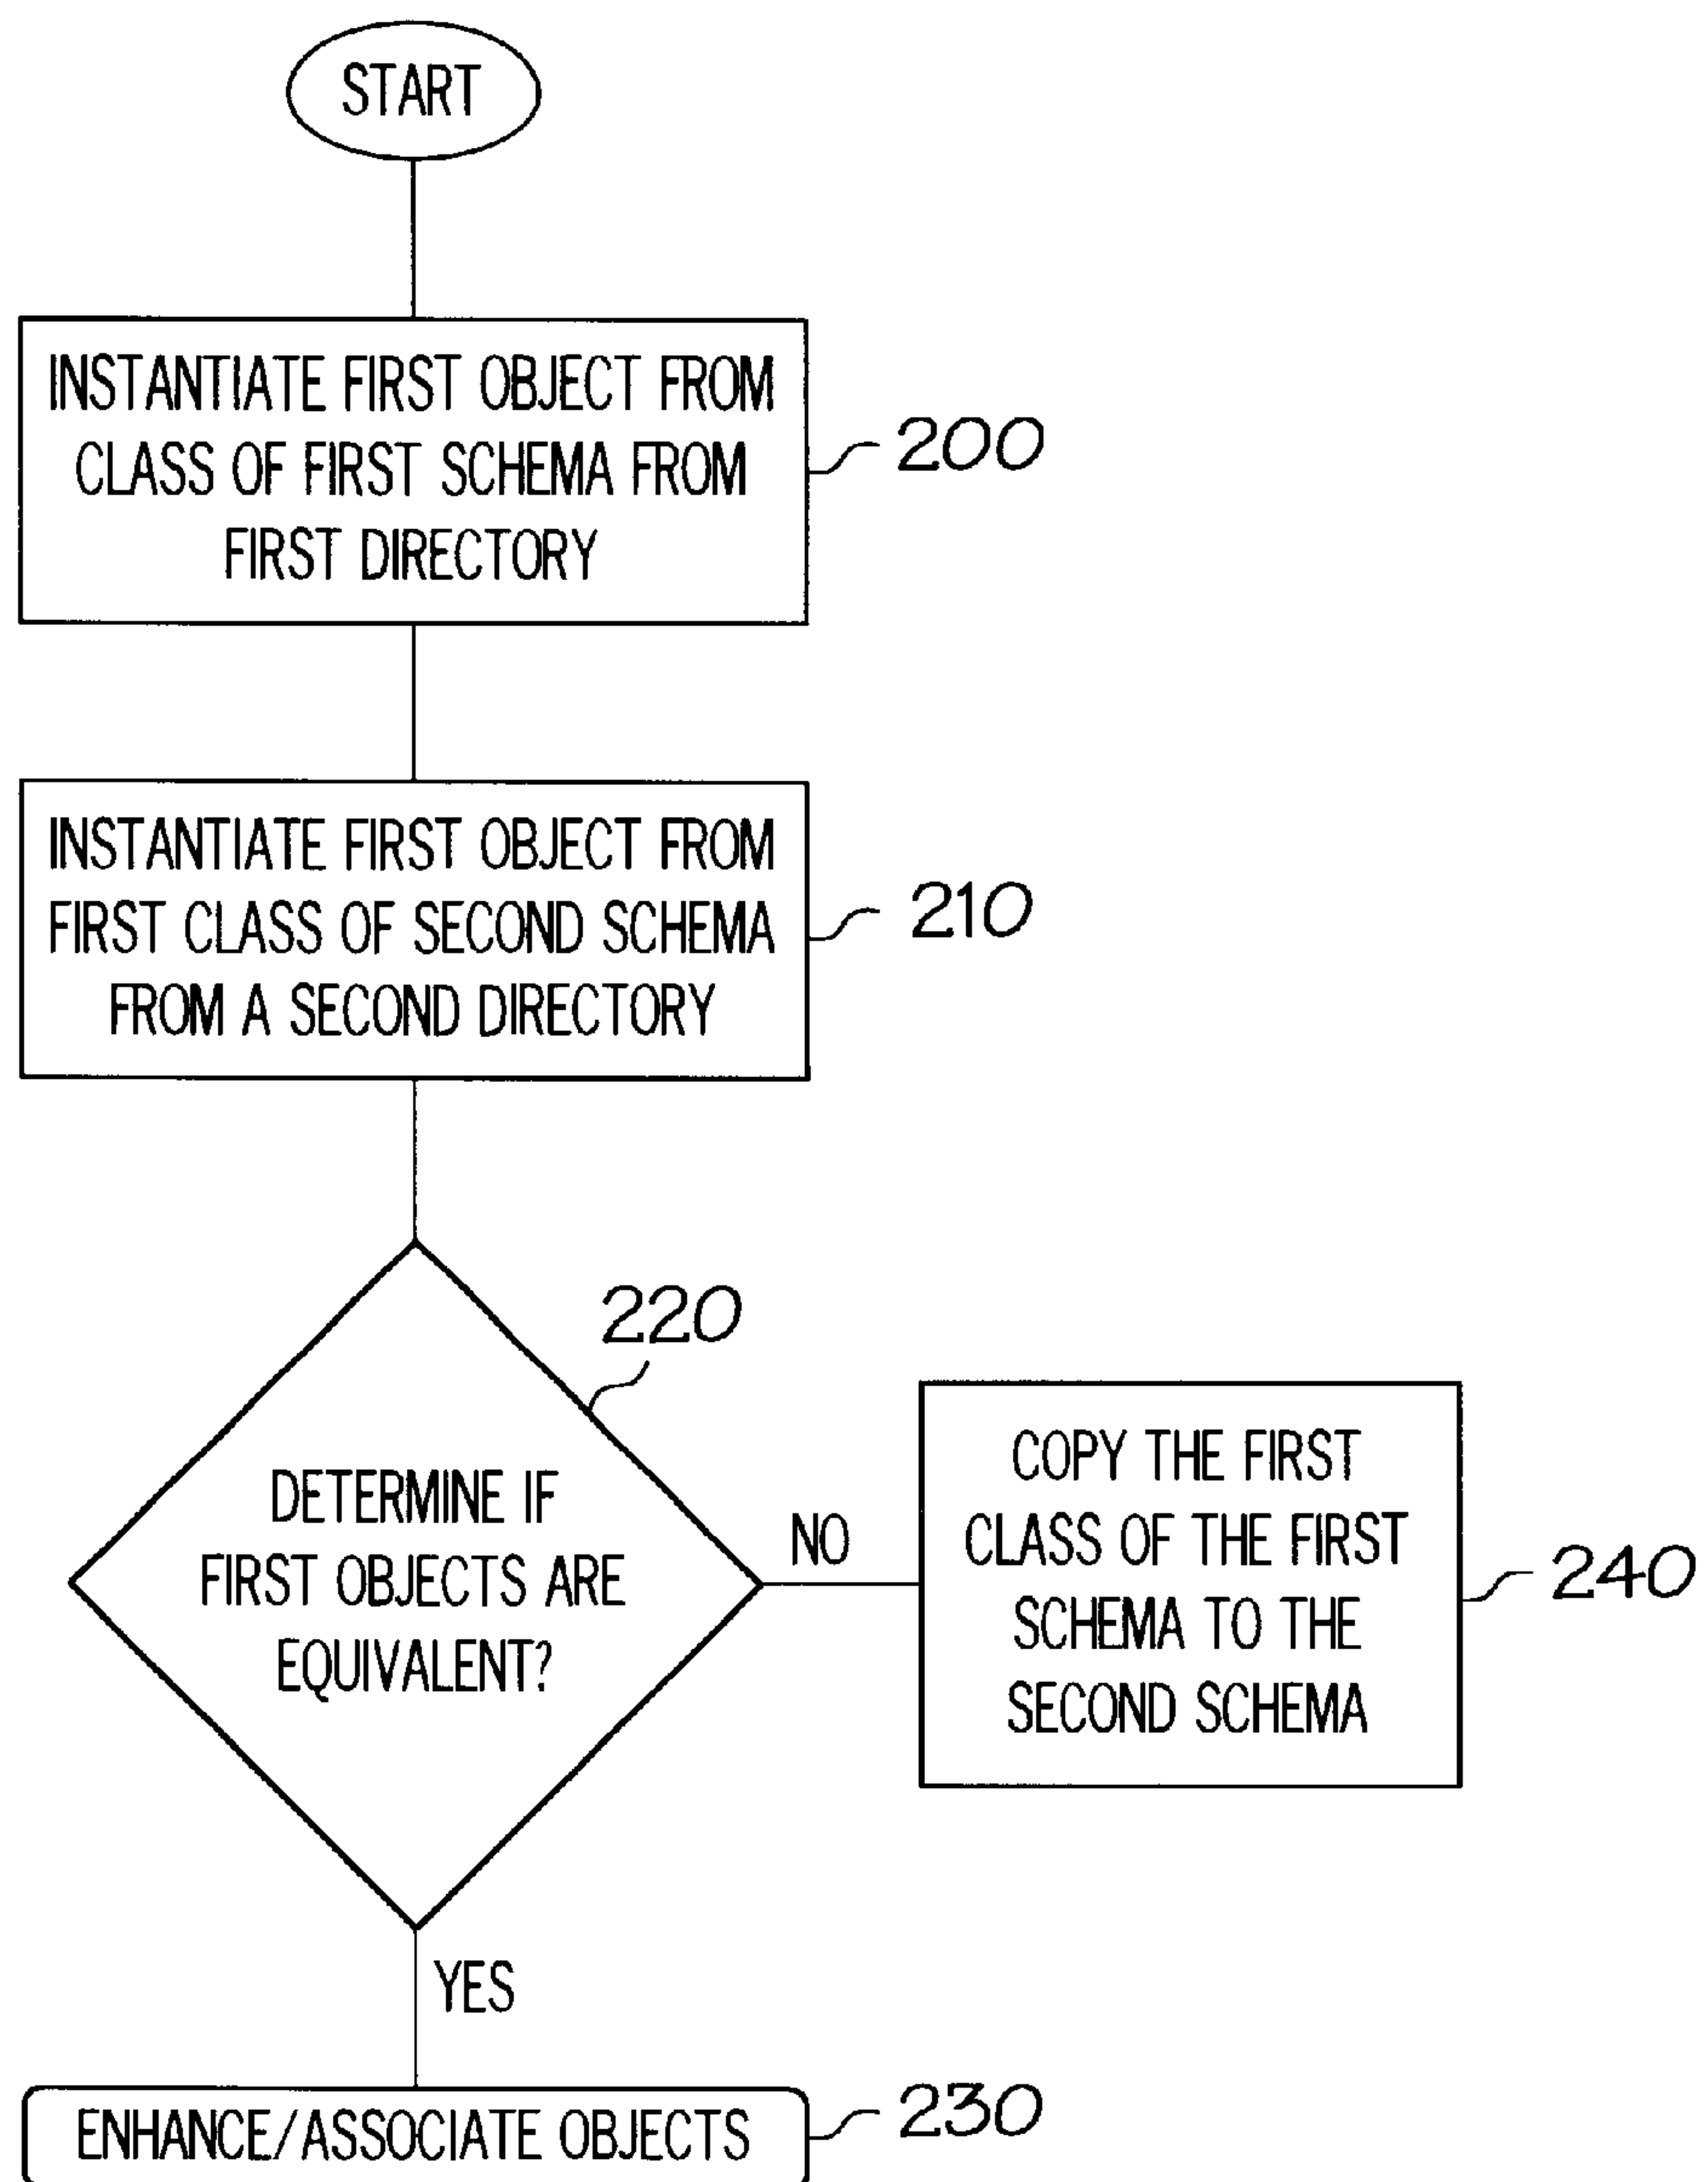 START
INSTANTIATE FIRST OBJECT FROM
CLASS OF FIRST SCHEMA FROM
FIRST DIRECTORY
200
INSTANTIATE FIRST OBJECT FROM
FIRST CLASS OF SECOND SCHEMA
FROM A SECOND DIRECTORY
210
220
DETERMINE IF
FIRST OBJECTS ARE
EQUIVALENT?
NO
COPY THE FIRST
CLASS OF THE FIRST
SCHEMA TO THE
SECOND SCHEMA
240
YES
ENHANCE/ASSOCIATE OBJECTS
230